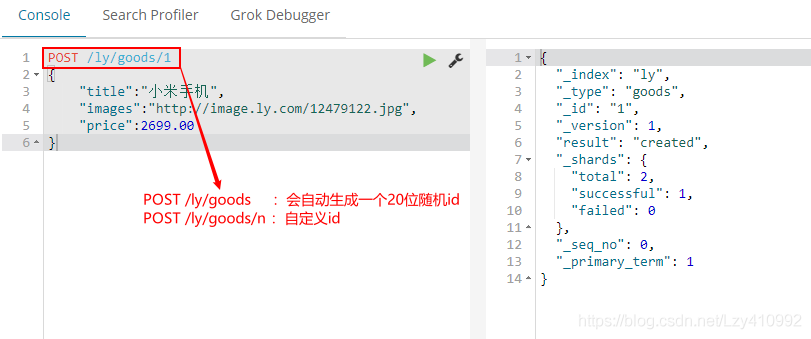 Console Search Profiler Grok Debugger
1 POST /ly/goods/1
2 {
3 "title":"小米手机",
4 "images":"http://image.ly.com/12479122.jpg",
5 "price":2699.00
6 }
POST /ly/goods : 会自动生成一个20位随机id
POST /ly/goods/n : 自定义id
1 {
2 "_index": "ly",
3 "_type": "goods",
4 "_id": "1",
5 "_version": 1,
6 "result": "created",
7 "_shards": {
8 "total": 2,
9 "successful": 1,
10 "failed": 0
11 },
12 "_seq_no": 0,
13 "_primary_term": 1
14 }
https://blog.csdn.net/Lzy410992